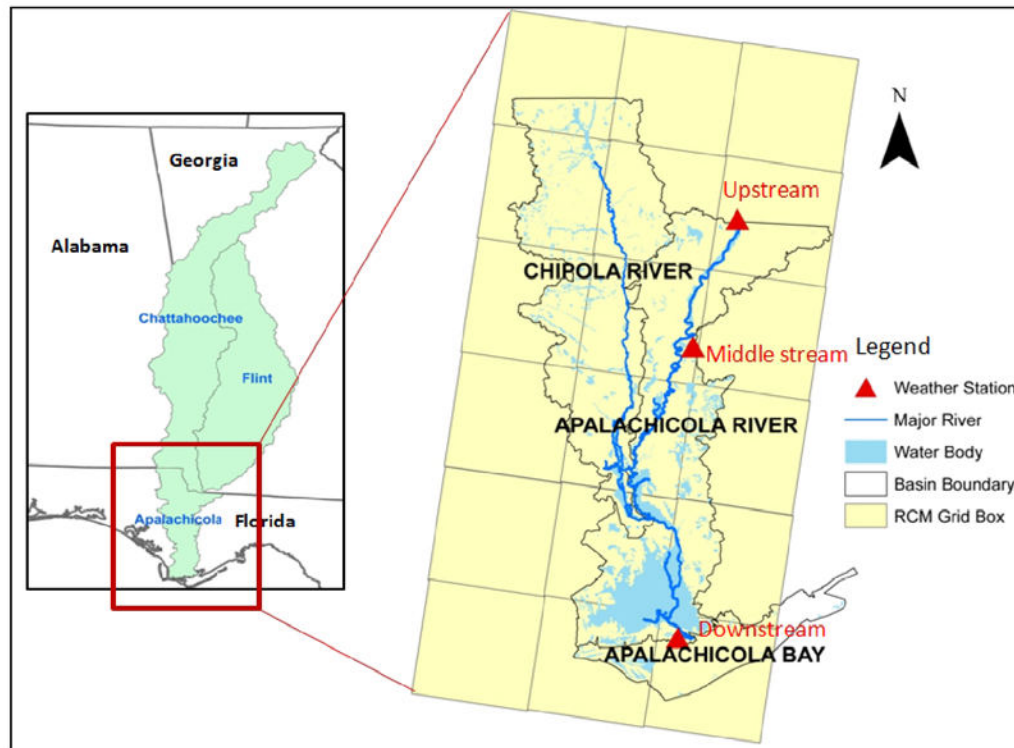 Georgia
Alabama
Chattahoochee
Flint
Apalachicola
Florida
N
Upstream
CHIPOLA RIVER
Middle stream
APALACHICOLA RIVER
Downstream
APALACHICOLA BAY
Legend
Weather Station
Major River
Water Body
Basin Boundary
RCM Grid Box